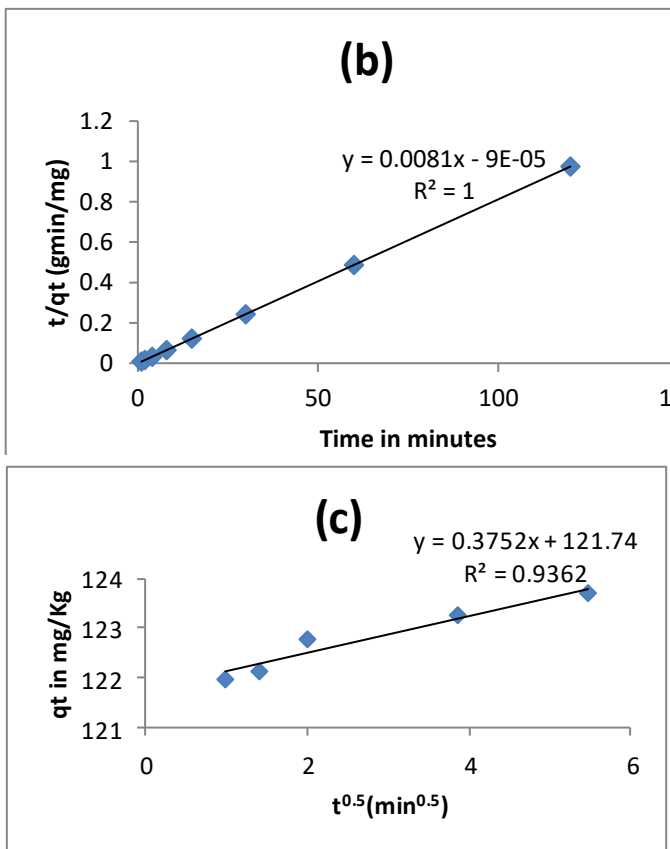 (b)
1.2
1
0.8
0.6
0.4
0.2
0
y = 0.0081x - 9E-05
R² = 1
t/qt (gmin/mg)
0 50 100 1
Time in minutes
(c)
y = 0.3752x + 121.74
R² = 0.9362
124
123
122
121
qt in mg/Kg
0 2 4 6
t^0.5(min^0.5)